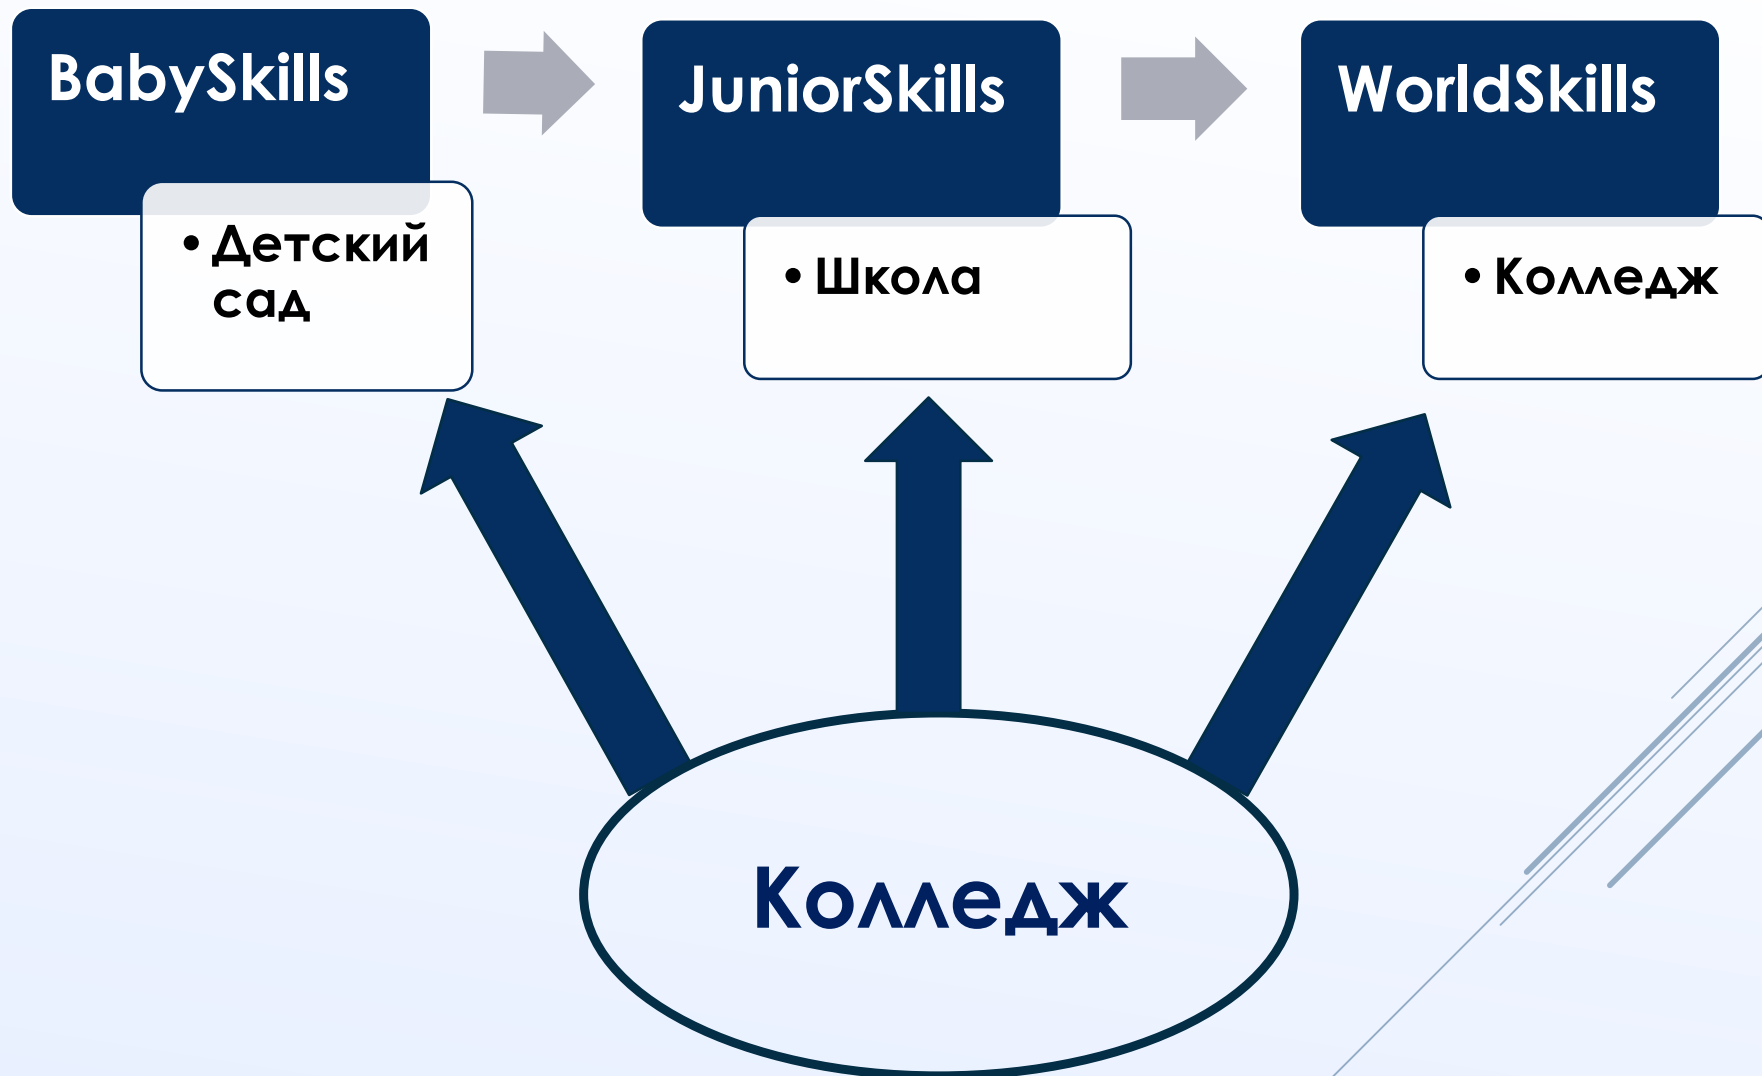 BabySkills
JuniorSkills
WorldSkills
• Детский
сад
• Школа
• Колледж
Колледж